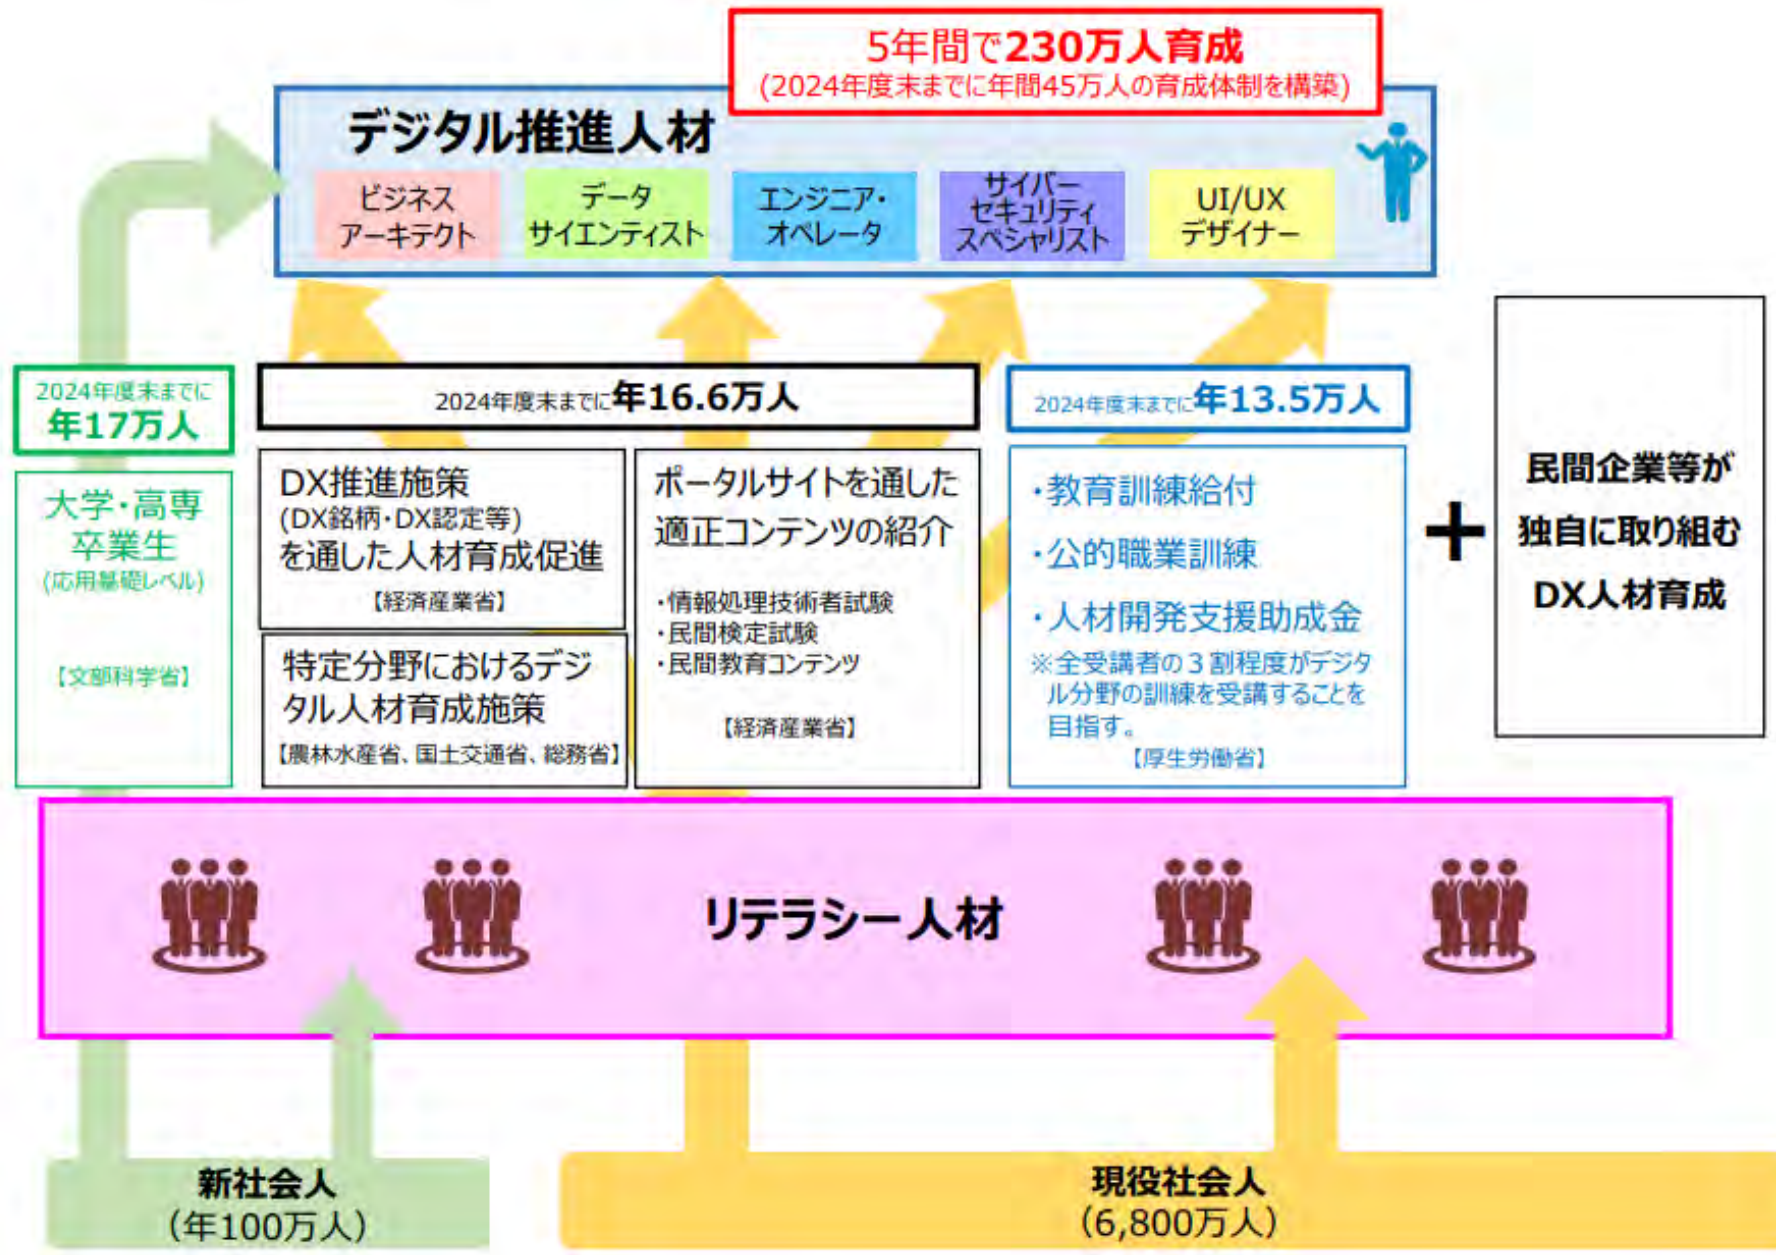 5年間で230万人育成
(2024年度末までに年間45万人の育成体制を構築)
デジタル推進人材
ビジネス
アーキテクト
データ
サイエンティスト
エンジニア・
オペレータ
サイバー
セキュリティ
スペシャリスト
UI/UX
デザイナー
2024年度末までに
年17万人
2024年度末までに年16.6万人
2024年度末までに年13.5万人
大学・高専
卒業生
(応用基礎レベル)
【文部科学省】
DX推進施策
(DX銘柄・DX認定等)
を通した人材育成促進
【経済産業省】
特定分野におけるデジ
タル人材育成施策
【農林水産省、国土交通省、総務省】
ポータルサイトを通した
適正コンテンツの紹介
・情報処理技術者試験
・民間検定試験
・民間教育コンテンツ
【経済産業省】
・教育訓練給付
・公的職業訓練
・人材開発支援助成金
※全受講者の3割程度がデジタ
ル分野の訓練を受講することを
目指す。
【厚生労働省】
+
民間企業等が
独自に取り組む
DX人材育成
リテラシー人材
新社会人
(年100万人)
現役社会人
(6,800万人)